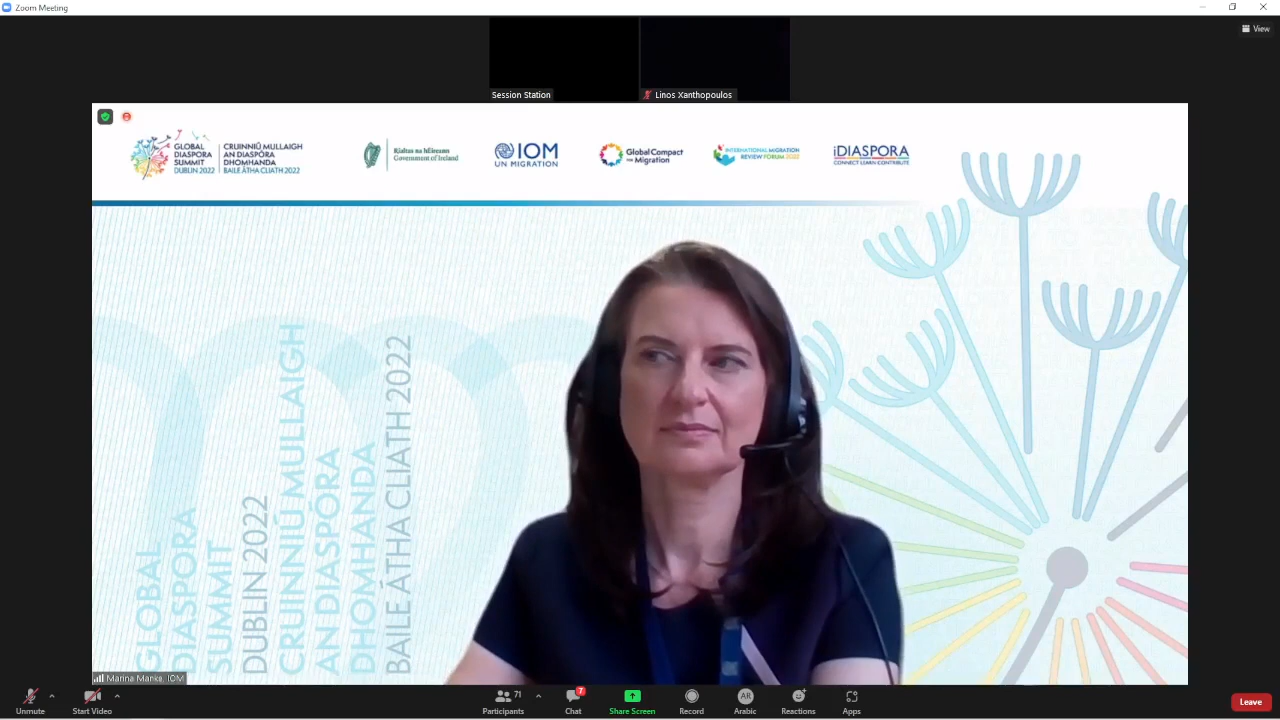 Zoom Meeting
View
Session Station
Linos Xanthopoulos
GLOBAL
DIASPORA
SUMMIT
DUBLIN 2022
CRUINNIÚ MULLAIGH
AN DIASPÓRA
DHOMHANDA
BAILE ÁTHA CLIATH 2022
Rialtas na hÉireann
Government of Ireland
IOM
UN MIGRATION
Global Compact
FOR Migration
INTERNATIONAL MIGRATION
REVIEW FORUM 2022
iDIASPORA
CONNECT LEARN CONTRIBUTE
GLOBAL
DIASPORA
SUMMIT
DUBLIN 2022
CRUINNIÚ MULLAIGH
AN DIASPÓRA
DHOMHANDA
BAILE ÁTHA CLIATH 2022
Marina Manke, IOM
Unmute
Start Video
71
Participants
7
Chat
Share Screen
Record
AR
Arabic
Reactions
Apps
Leave